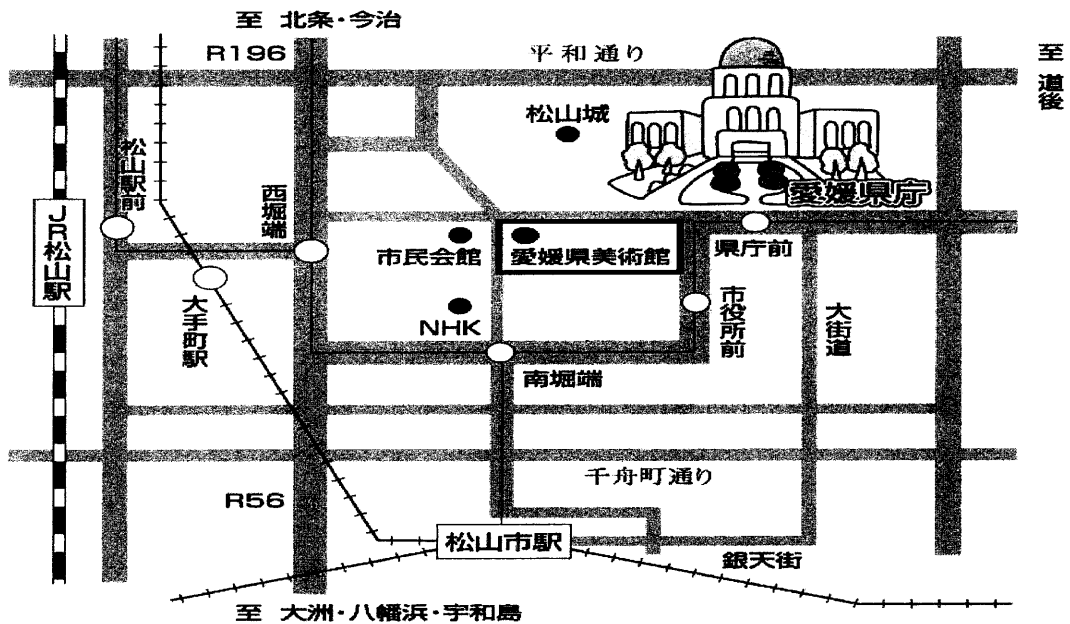 至 北条・今治
R196
平和通り
至 道後
松山城
松山駅前
西堀端
愛媛県庁
JR松山駅
市民会館
愛媛県美術館
県庁前
大手町駅
NHK
市役所前
大街道
南堀端
千舟町通り
R56
松山市駅
銀天街
至 大洲・八幡浜・宇和島